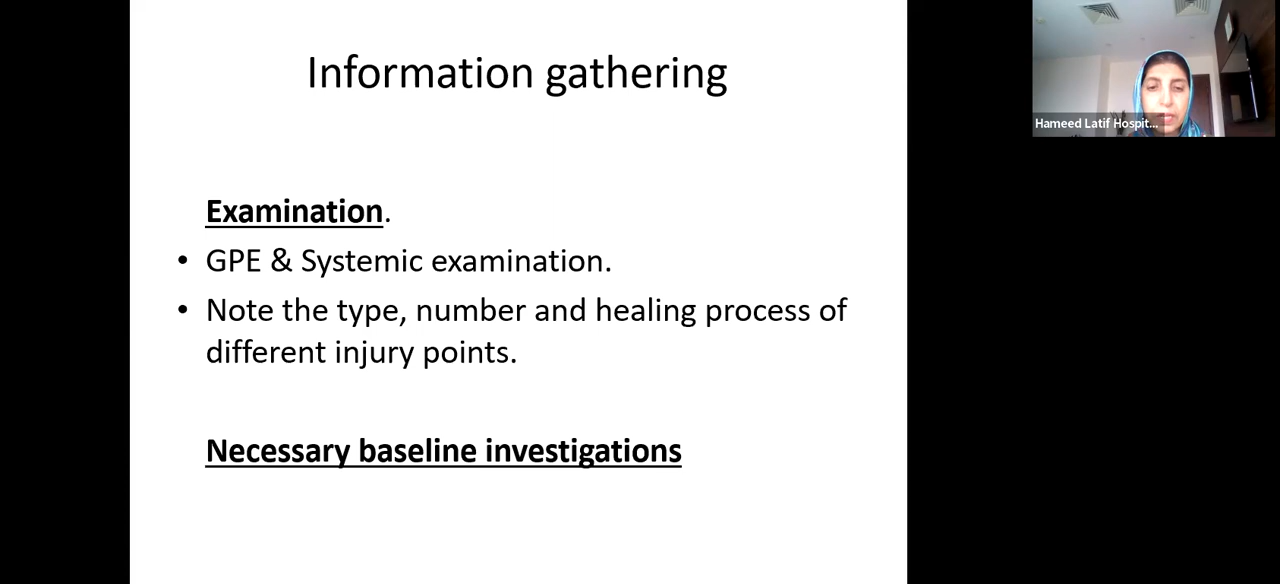 Information gathering
Examination.
• GPE & Systemic examination.
• Note the type, number and healing process of
different injury points.
Necessary baseline investigations
Hameed Latif Hospit...